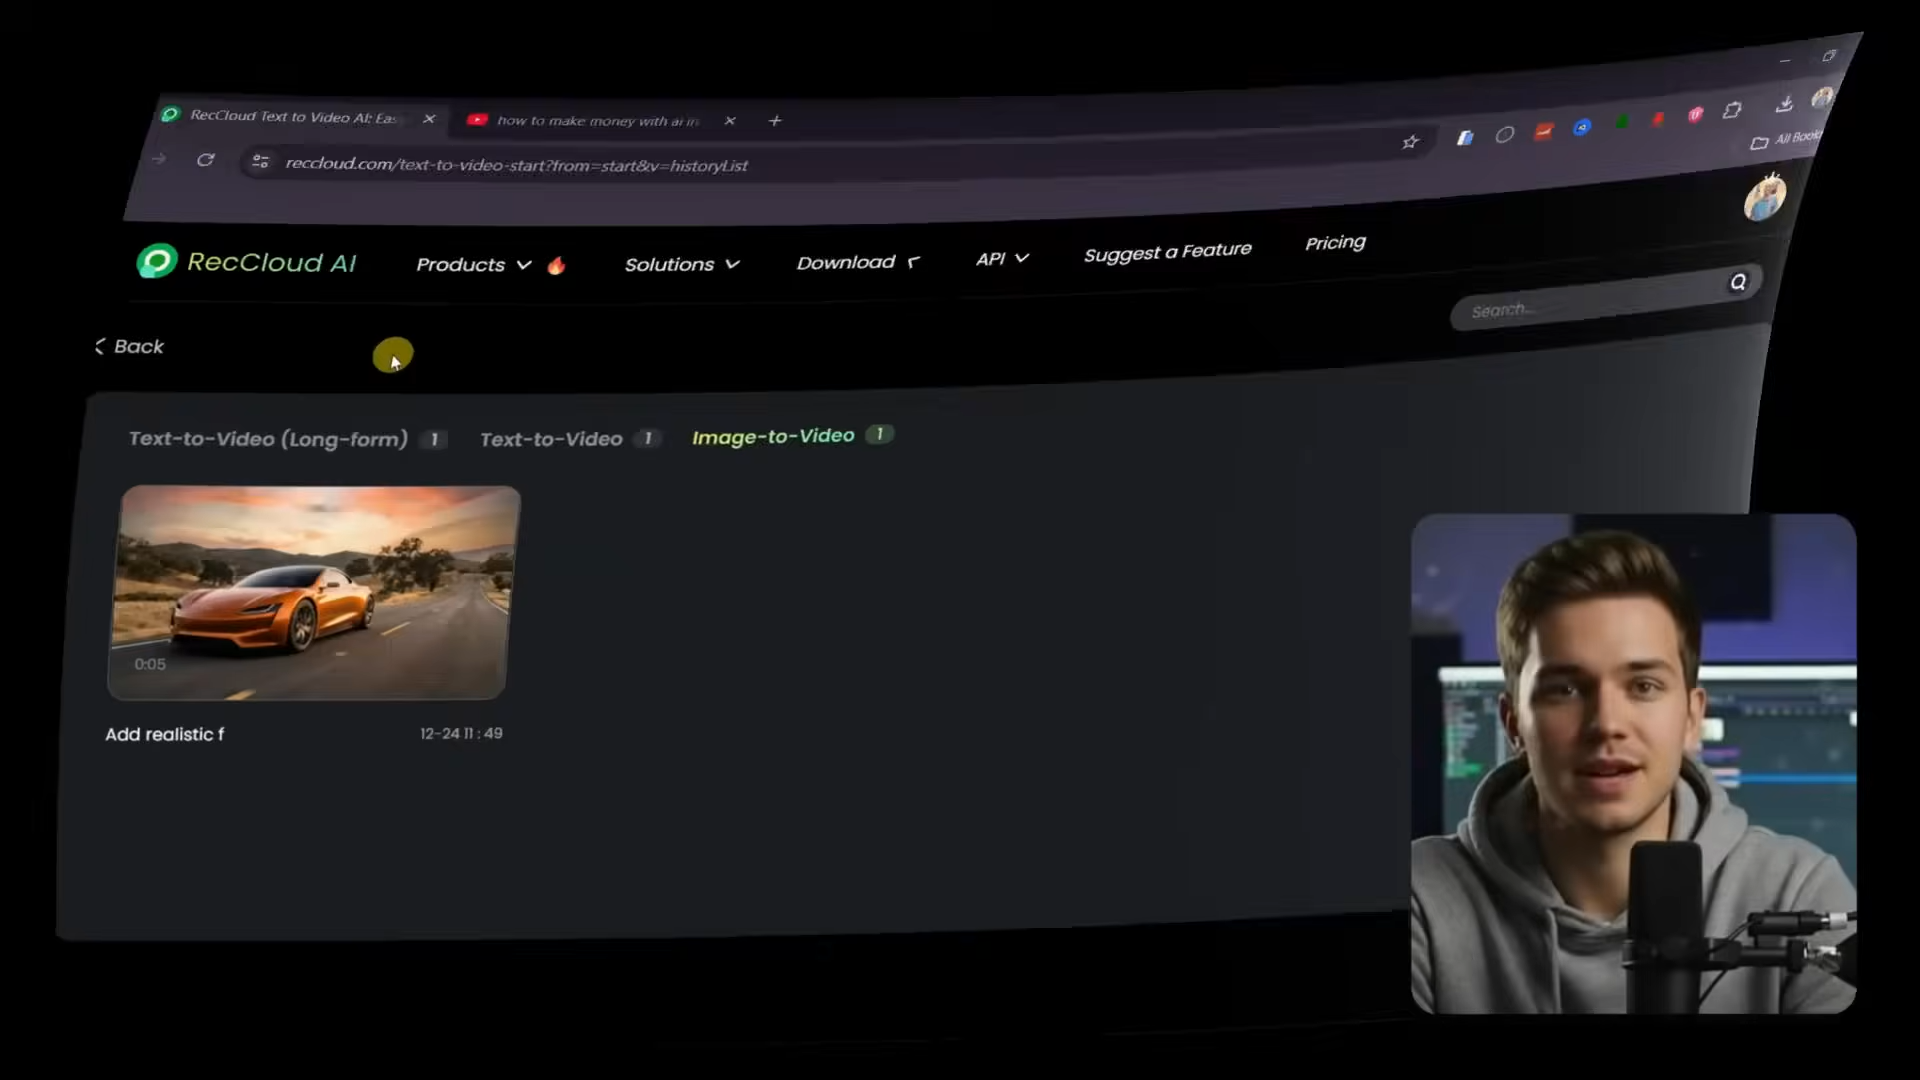 RecCloud Text to Video AI: Eas
how to make money with ai in
reccloud.com/text-to-video-start?from=start&v=historyList
All Book
RecCloud AI
Products
Solutions
Download
API
Suggest a Feature
Pricing
Search...
Back
Text-to-Video (Long-form) 1
Text-to-Video 1
Image-to-Video 1
0:05
Add realistic f
12-24 11:49